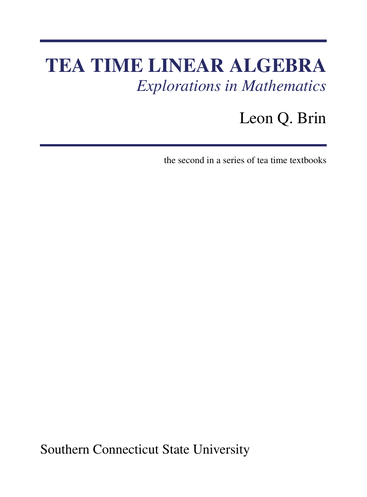 TEA TIME LINEAR ALGEBRA
Explorations in Mathematics
Leon Q. Brin
the second in a series of tea time textbooks
Southern Connecticut State University